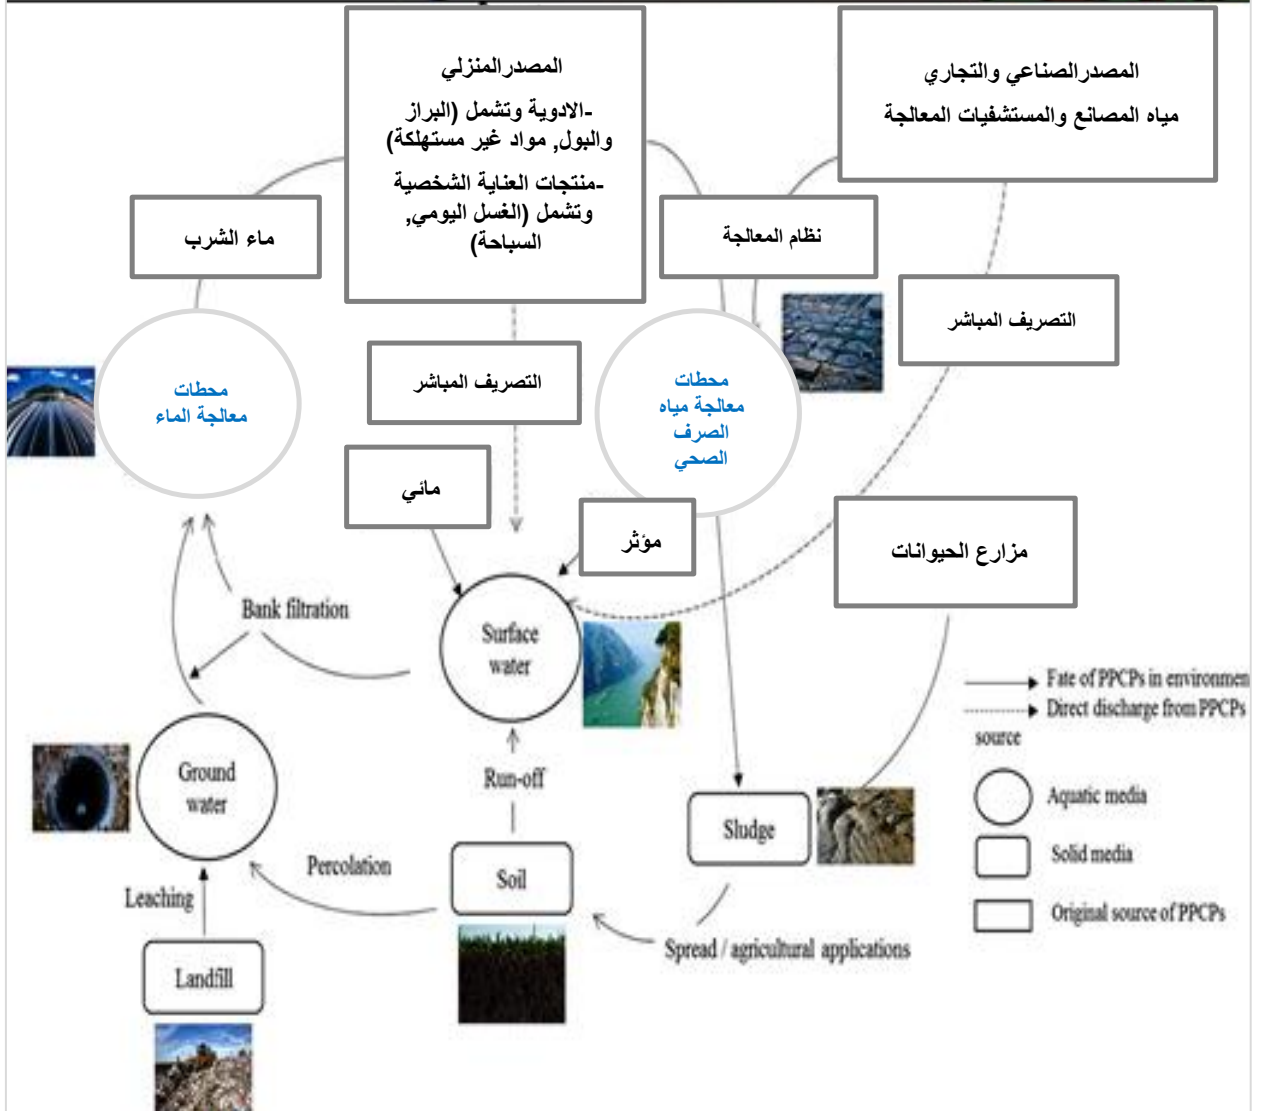 المصدرالمنزلي
-الادوية وتشمل (البراز
والبول, مواد غير مستهلكة)
-منتجات العناية الشخصية
وتشمل (الغسل اليومي,
السباحة)
المصدرالصناعي والتجاري
مياه المصانع والمستشفيات المعالجة
ماء الشرب
نظام المعالجة
التصريف المباشر
التصريف المباشر
محطات
معالجة الماء
محطات
معالجة مياه
الصرف
الصحي
مائي
مؤثر
مزارع الحيوانات
Bank filtration
Surface
water
Ground
water
Run-off
Sludge
Percolation
Soil
Leaching
Landfill
Spread / agricultural applications
Fate of PPCPs in environmen
Direct discharge from PPCPs
source
Aquatic media
Solid media
Original source of PPCPs